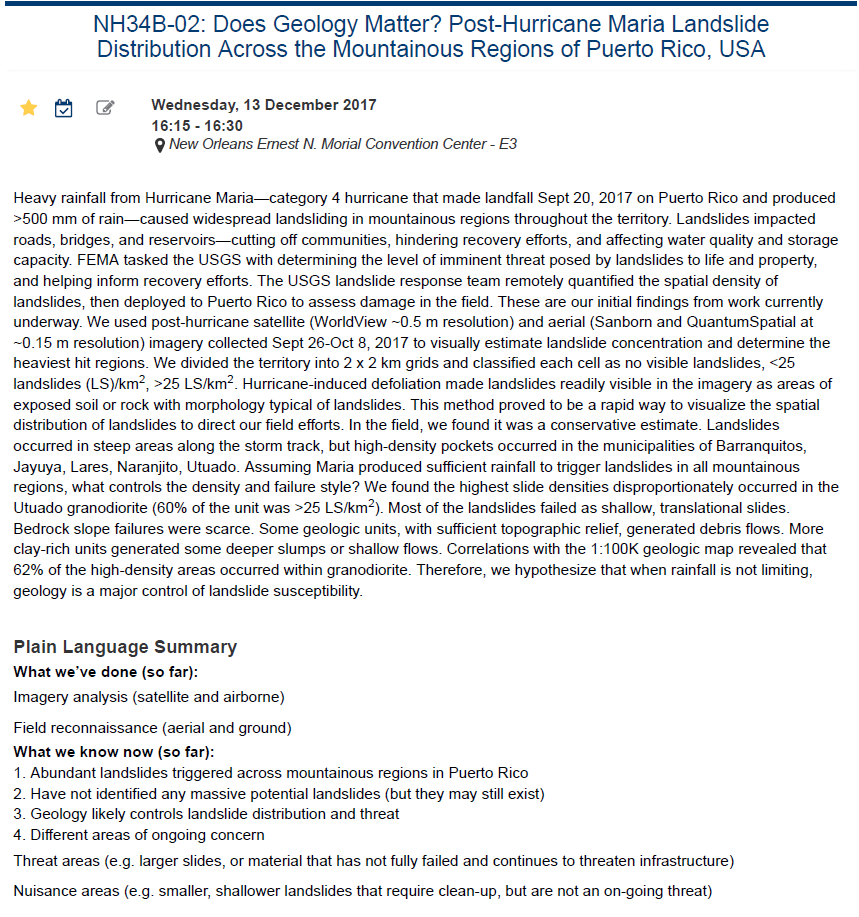 NH34B-02: Does Geology Matter? Post-Hurricane Maria Landslide
Distribution Across the Mountainous Regions of Puerto Rico, USA
Wednesday, 13 December 2017
16:15 - 16:30
New Orleans Ernest N. Morial Convention Center - E3
Heavy rainfall from Hurricane Maria—category 4 hurricane that made landfall Sept 20, 2017 on Puerto Rico and produced
>500 mm of rain—caused widespread landsliding in mountainous regions throughout the territory. Landslides impacted
roads, bridges, and reservoirs—cutting off communities, hindering recovery efforts, and affecting water quality and storage
capacity. FEMA tasked the USGS with determining the level of imminent threat posed by landslides to life and property,
and helping inform recovery efforts. The USGS landslide response team remotely quantified the spatial density of
landslides, then deployed to Puerto Rico to assess damage in the field. These are our initial findings from work currently
underway. We used post-hurricane satellite (WorldView ~0.5 m resolution) and aerial (Sanborn and QuantumSpatial at
~0.15 m resolution) imagery collected Sept 26-Oct 8, 2017 to visually estimate landslide concentration and determine the
heaviest hit regions. We divided the territory into 2 x 2 km grids and classified each cell as no visible landslides, <25
landslides (LS)/km², >25 LS/km². Hurricane-induced defoliation made landslides readily visible in the imagery as areas of
exposed soil or rock with morphology typical of landslides. This method proved to be a rapid way to visualize the spatial
distribution of landslides to direct our field efforts. In the field, we found it was a conservative estimate. Landslides
occurred in steep areas along the storm track, but high-density pockets occurred in the municipalities of Barranquitos,
Jayuya, Lares, Naranjito, Utuado. Assuming Maria produced sufficient rainfall to trigger landslides in all mountainous
regions, what controls the density and failure style? We found the highest slide densities disproportionately occurred in the
Utuado granodiorite (60% of the unit was >25 LS/km²). Most of the landslides failed as shallow, translational slides.
Bedrock slope failures were scarce. Some geologic units, with sufficient topographic relief, generated debris flows. More
clay-rich units generated some deeper slumps or shallow flows. Correlations with the 1:100K geologic map revealed that
62% of the high-density areas occurred within granodiorite. Therefore, we hypothesize that when rainfall is not limiting,
geology is a major control of landslide susceptibility.
Plain Language Summary
What we've done (so far):
Imagery analysis (satellite and airborne)
Field reconnaissance (aerial and ground)
What we know now (so far):
1. Abundant landslides triggered across mountainous regions in Puerto Rico
2. Have not identified any massive potential landslides (but they may still exist)
3. Geology likely controls landslide distribution and threat
4. Different areas of ongoing concern
Threat areas (e.g. larger slides, or material that has not fully failed and continues to threaten infrastructure)
Nuisance areas (e.g. smaller, shallower landslides that require clean-up, but are not an on-going threat)